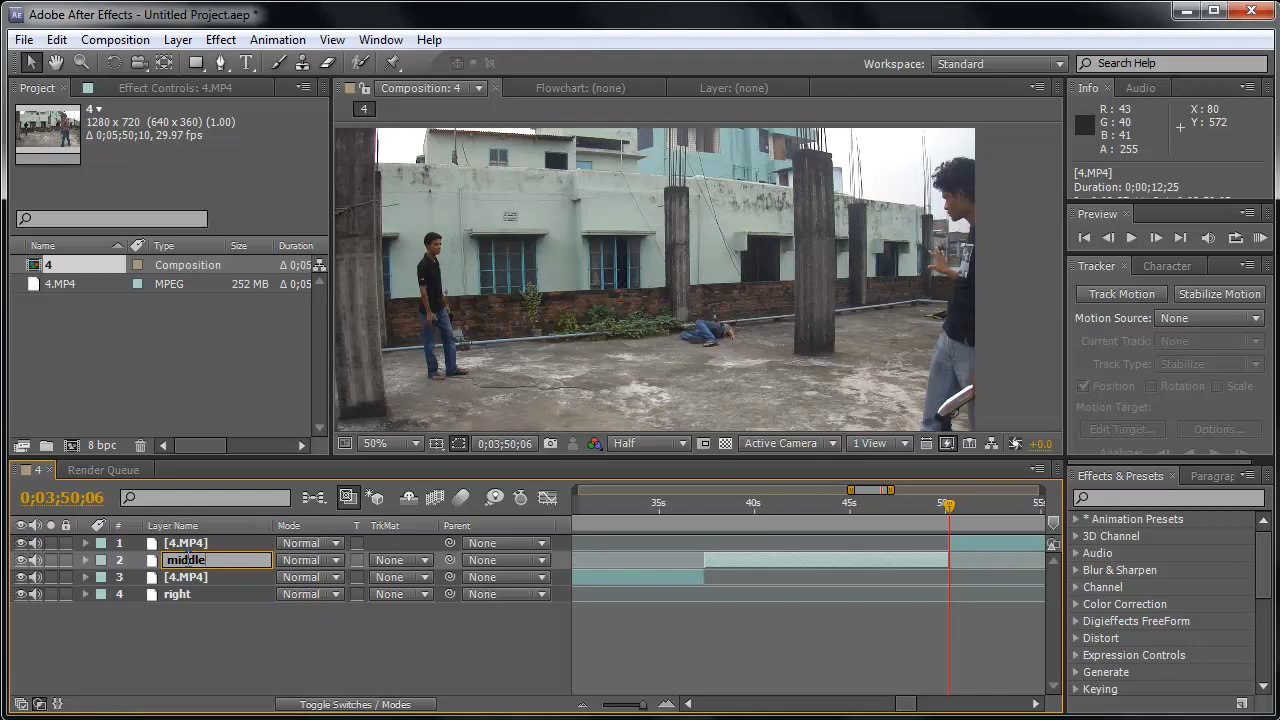 Adobe After Effects - Untitled Project.aep *
File Edit Composition Layer Effect Animation View Window Help
Workspace: Standard Search Help
Project Effect Controls: 4.MP4
4
1280 x 720 (640 x 360) (1.00)
Δ 0;05;50;10, 29.97 fps
Name Type Size Duration
4 Composition 0;05
4.MP4 MPEG 252 MB 0;05
8 bpc
Composition: 4 Flowchart: (none) Layer: (none)
4
50% 0;03;50;06 Half Active Camera 1 View +0.0
Info Audio
R: 43 X: 80
G: 40 Y: 572
B: 41
A: 255
[4.MP4]
Duration: 0;00;12;25
Preview
Tracker Character
Track Motion Stabilize Motion
Motion Source: None
Current Track: None
Track Type: Stabilize
Position Rotation Scale
Motion Target:
Edit Target... Options...
Analyze:
Effects & Presets Paragr
* Animation Presets
3D Channel
Audio
Blur & Sharpen
Channel
Color Correction
Digieffects FreeForm
Distort
Expression Controls
Generate
Keying
4 Render Queue
0;03;50;06
35s 40s 45s 50s 55s
# Layer Name Mode T TrkMat Parent
1 [4.MP4] Normal None
2 middle Normal None None
3 [4.MP4] Normal None None
4 right Normal None None
Toggle Switches / Modes